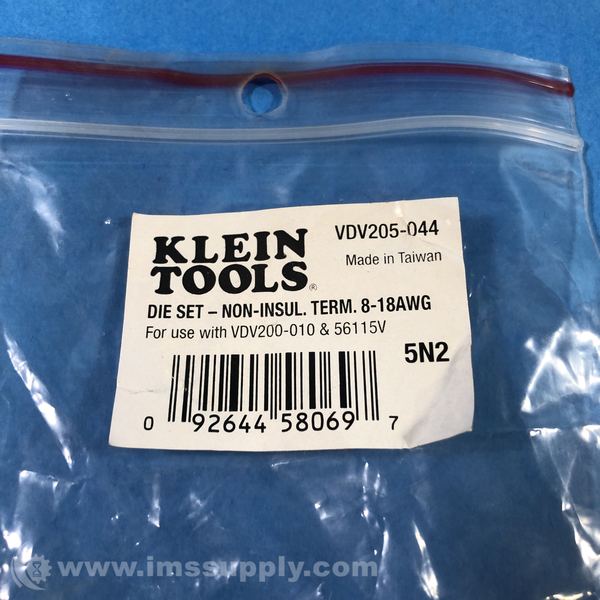 KLEIN
TOOLS®
VDV205-044
Made in Taiwan
DIE SET – NON-INSUL. TERM. 8-18AWG
For use with VDV200-010 & 56115V
5N2
0 92644 58069 7
www.imssupply.com